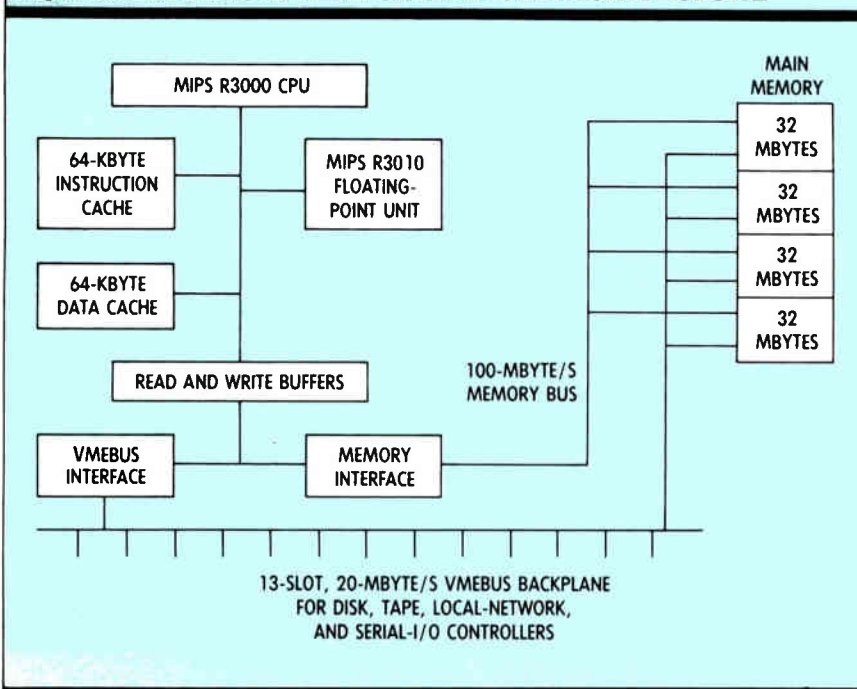 MIPS R3000 CPU
MAIN
MEMORY
64-KBYTE
INSTRUCTION
CACHE
MIPS R3010
FLOATING-
POINT UNIT
32
MBYTES
32
MBYTES
32
MBYTES
32
MBYTES
64-KBYTE
DATA CACHE
READ AND WRITE BUFFERS
100-MBYTE/S
MEMORY BUS
VMEBUS
INTERFACE
MEMORY
INTERFACE
13-SLOT, 20-MBYTE/S VMEBUS BACKPLANE
FOR DISK, TAPE, LOCAL-NETWORK,
AND SERIAL-I/O CONTROLLERS